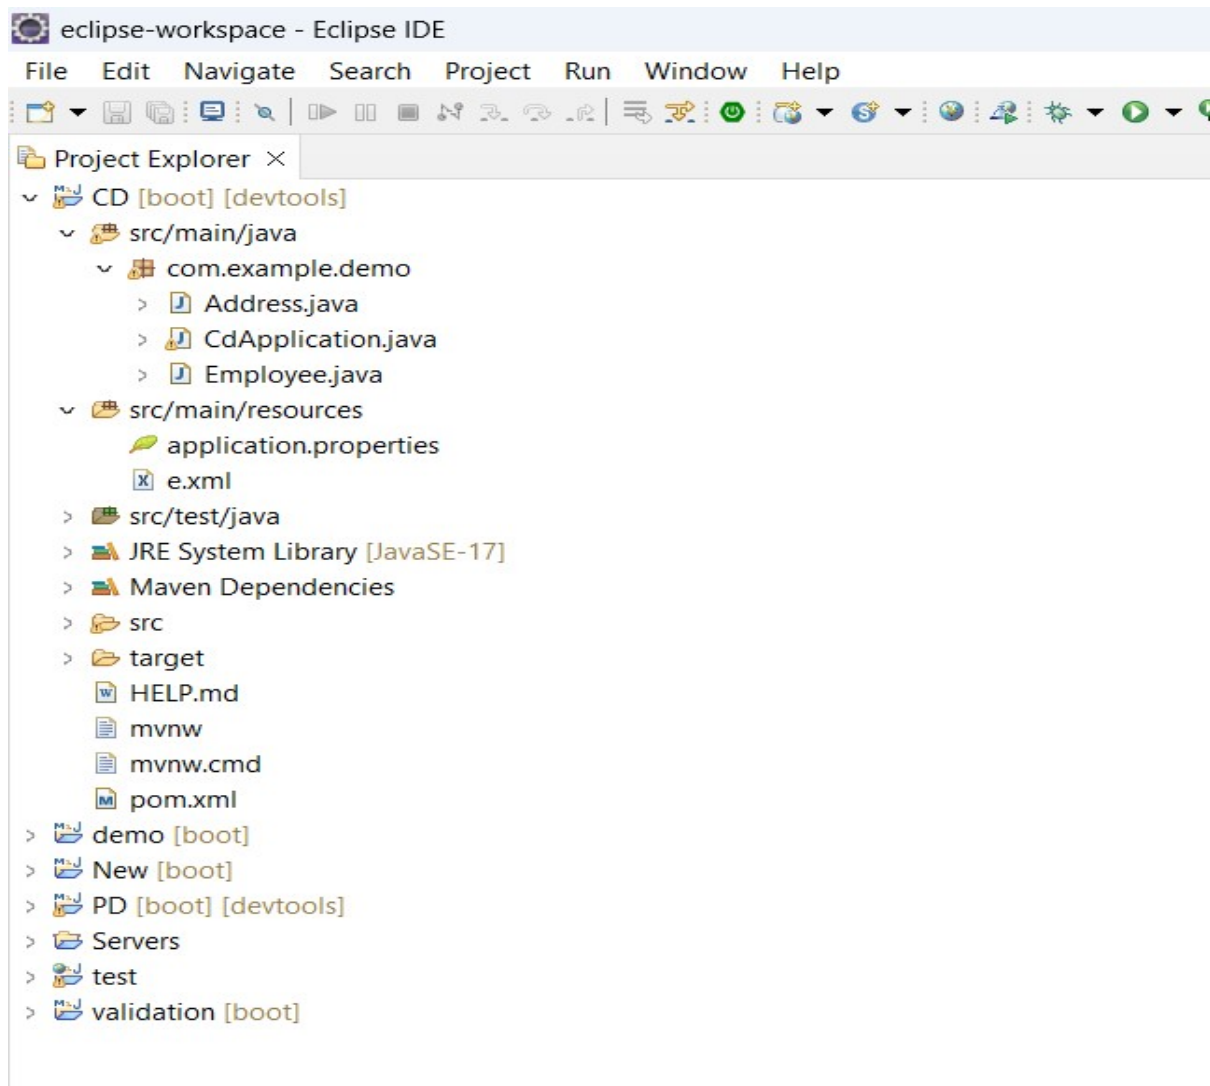 eclipse-workspace - Eclipse IDE
File Edit Navigate Search Project Run Window Help
Project Explorer
CD [boot] [devtools]
src/main/java
com.example.demo
Address.java
CdApplication.java
Employee.java
src/main/resources
application.properties
e.xml
src/test/java
JRE System Library [JavaSE-17]
Maven Dependencies
src
target
HELP.md
mvnw
mvnw.cmd
pom.xml
demo [boot]
New [boot]
PD [boot] [devtools]
Servers
test
validation [boot]